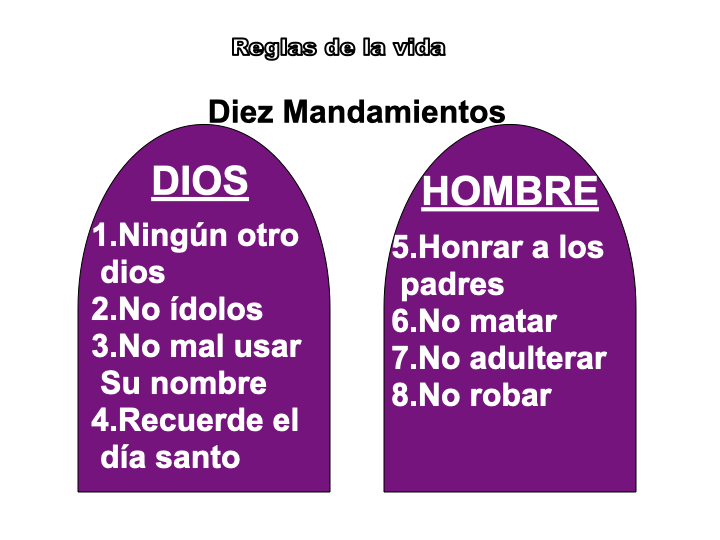 Reglas de la vida
Diez Mandamientos
DIOS
1.Ningún otro
dios
2.No ídolos
3.No mal usar
Su nombre
4.Recuerde el
día santo
HOMBRE
5.Honrar a los
padres
6.No matar
7.No adulterar
8.No robar